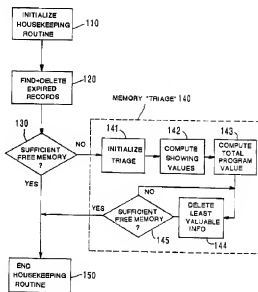 INITIALIZE
HOUSEKEEPING
ROUTINE
110
FIND+DELETE
EXPIRED
RECORDS
120
MEMORY "TRIAGE" 140
130
SUFFICIENT
FREE MEMORY
?
NO
YES
141
INITIALIZE
TRIAGE
142
COMPUTE
SHOWING
VALUES
143
COMPUTE
TOTAL
PROGRAM
VALUE
NO
YES
SUFFICIENT
FREE MEMORY
?
145
DELETE
LEAST
VALUABLE
INFO
144
END
HOUSEKEEPING
ROUTINE
150